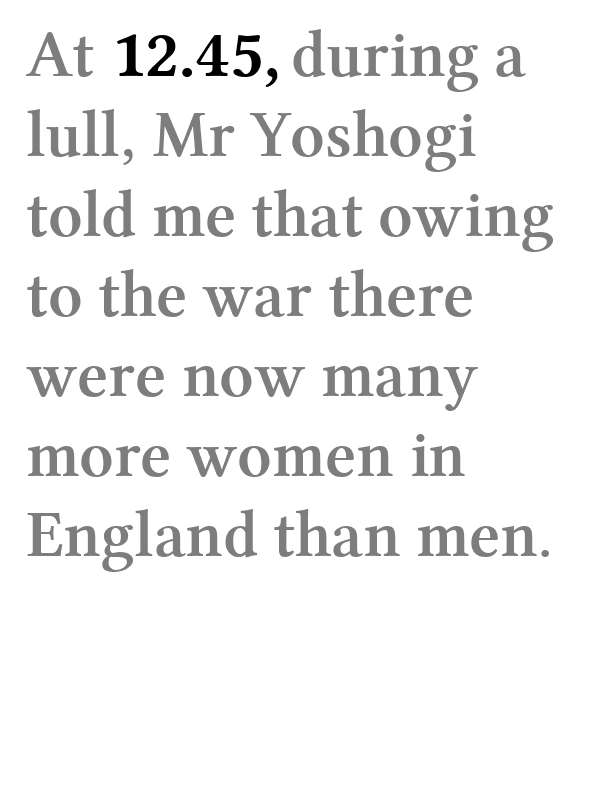 At 12.45, during a
lull, Mr Yoshogi
told me that owing
to the war there
were now many
more women in
England than men.